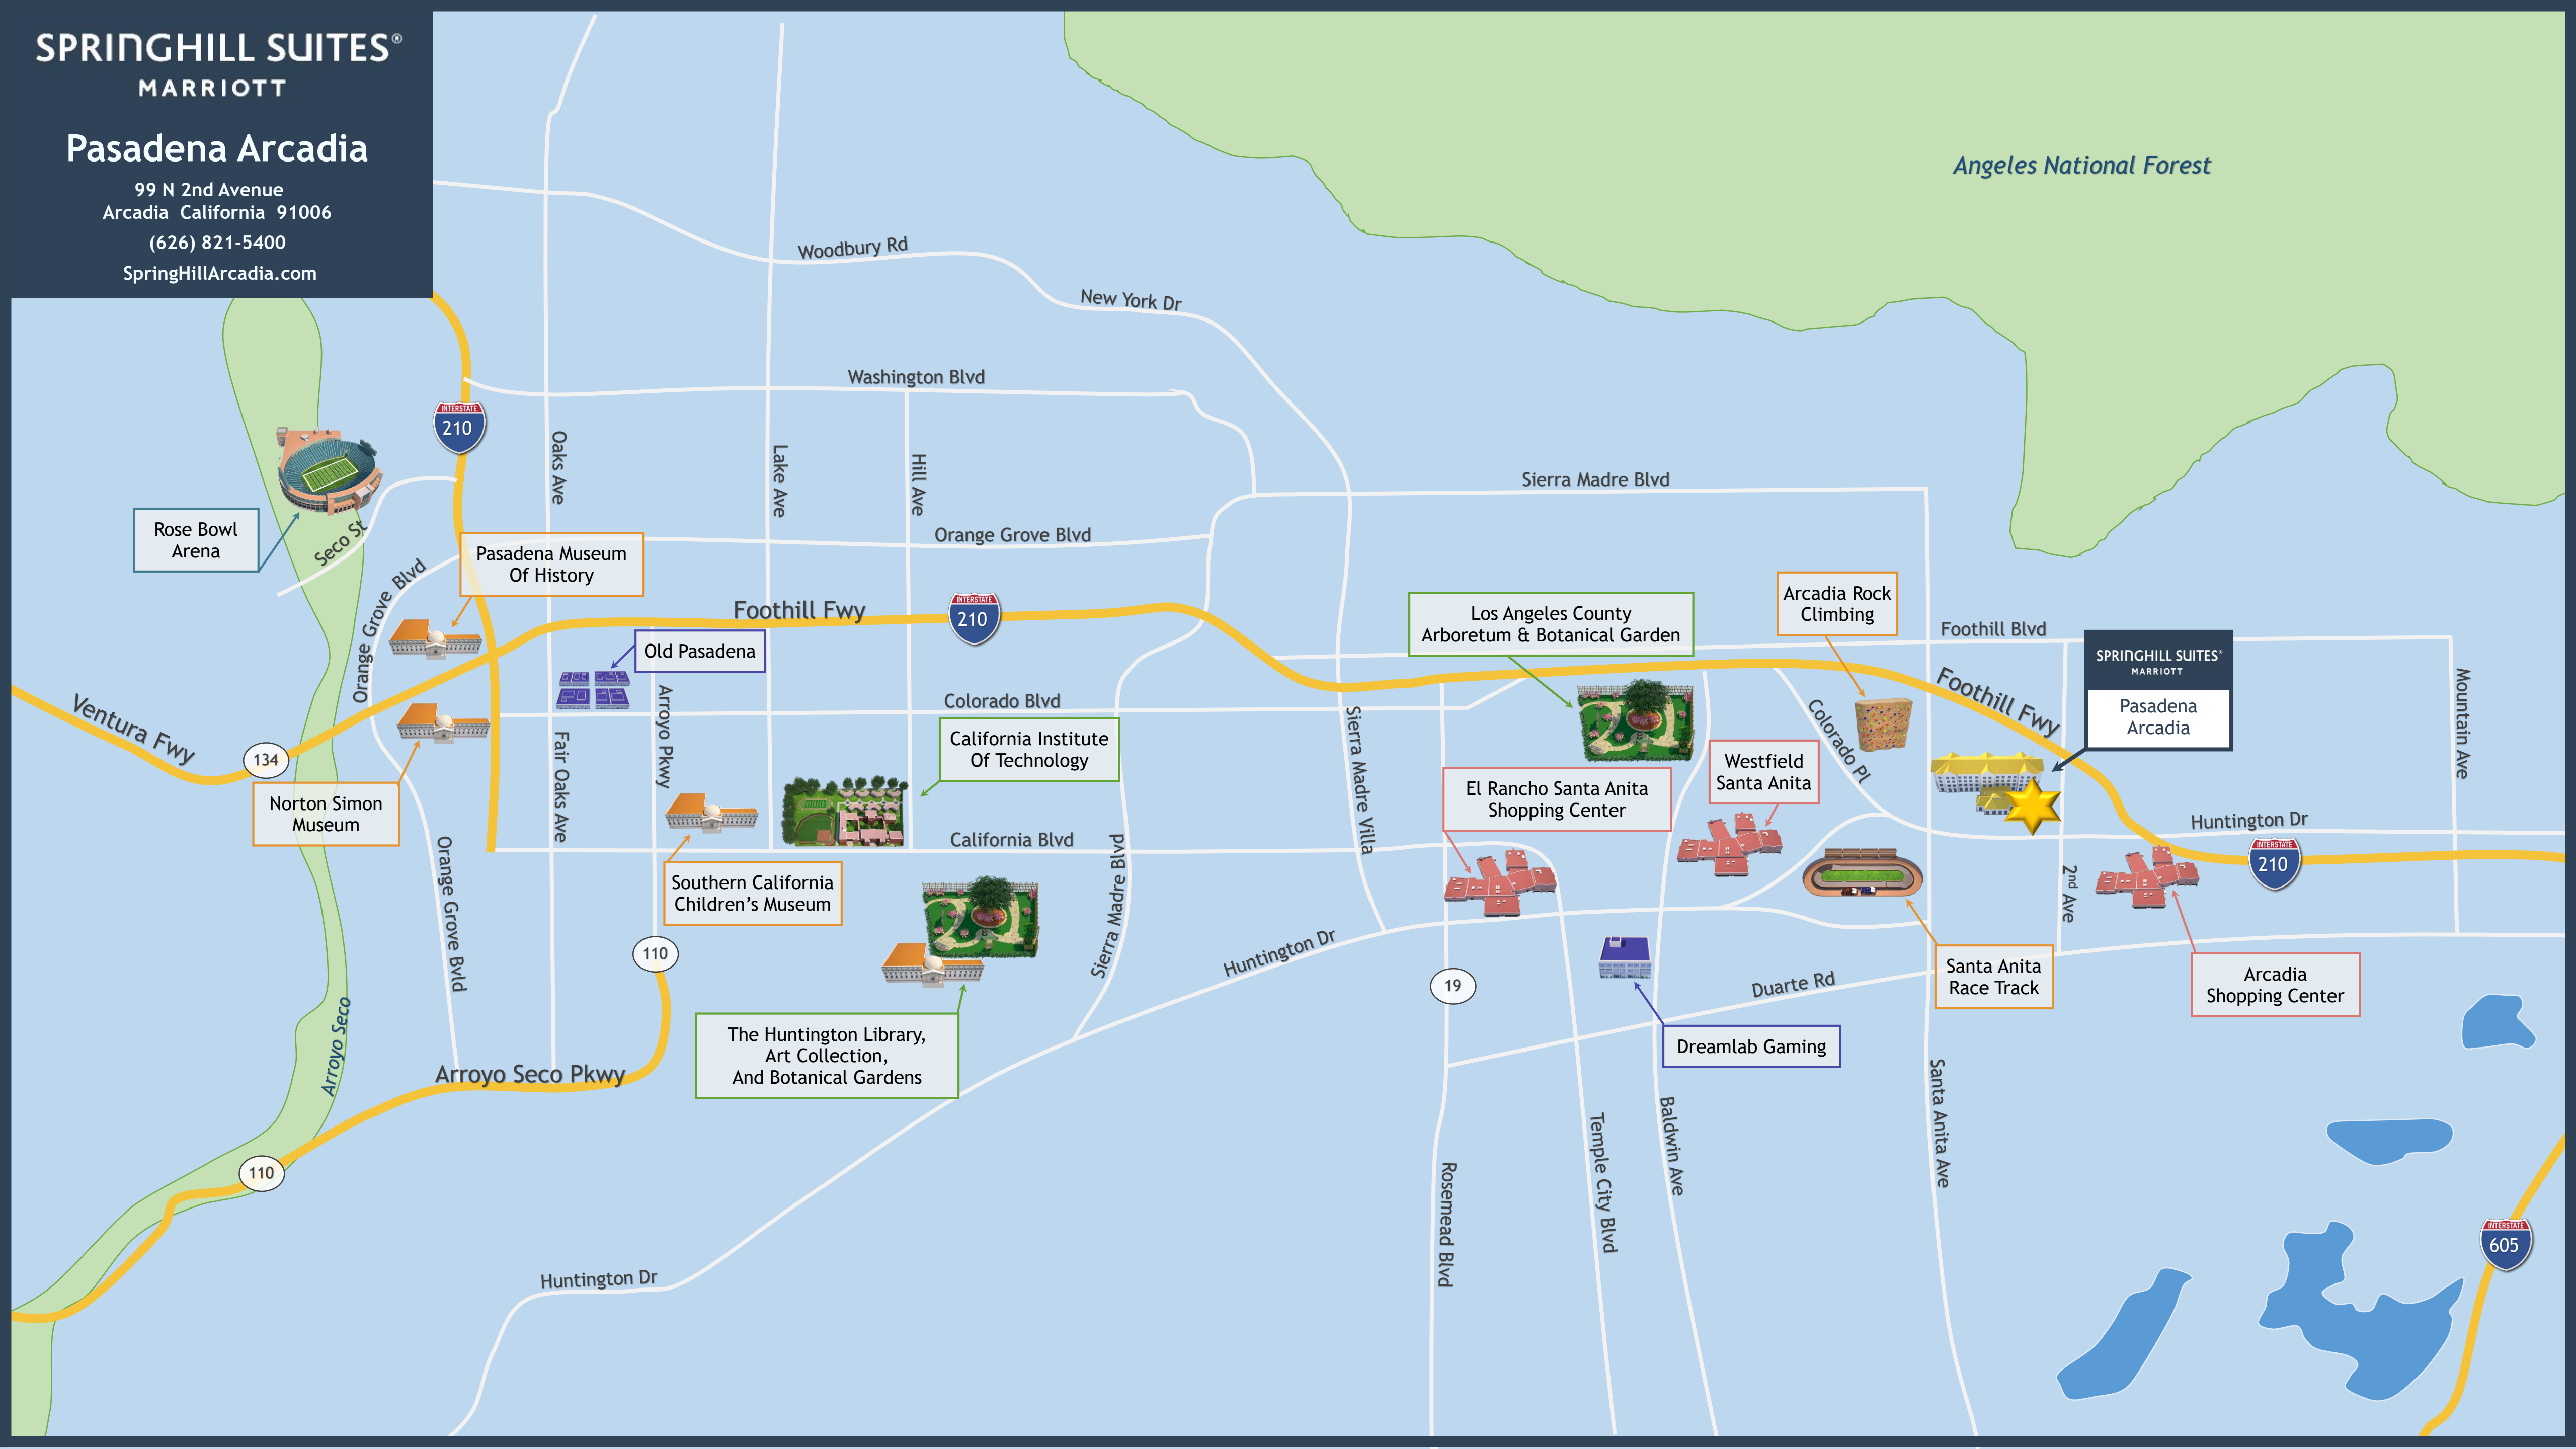 SPRINGHILL SUITES®
MARRIOTT
Pasadena Arcadia
99 N 2nd Avenue
Arcadia California 91006
(626) 821-5400
SpringHillArcadia.com
Angeles National Forest
Woodbury Rd
New York Dr
Washington Blvd
INTERSTATE
210
Oaks Ave
Lake Ave
Hill Ave
Sierra Madre Blvd
Orange Grove Blvd
Rose Bowl
Arena
Seco St
Pasadena Museum
Of History
Orange Grove Blvd
Foothill Fwy
INTERSTATE
210
Los Angeles County
Arboretum & Botanical Garden
Arcadia Rock
Climbing
Foothill Blvd
SPRINGHILL SUITES®
MARRIOTT
Pasadena
Arcadia
Old Pasadena
Ventura Fwy
134
Arroyo Pkwy
Colorado Blvd
Sierra Madre Villa
Colorado Pl
Foothill Fwy
Mountain Ave
Norton Simon
Museum
Fair Oaks Ave
California Institute
Of Technology
El Rancho Santa Anita
Shopping Center
Westfield
Santa Anita
Huntington Dr
INTERSTATE
210
California Blvd
Sierra Madre Blvd
Orange Grove Bvld
Southern California
Children's Museum
2nd Ave
110
Huntington Dr
19
Duarte Rd
Santa Anita
Race Track
Arcadia
Shopping Center
Arroyo Seco
The Huntington Library,
Art Collection,
And Botanical Gardens
Dreamlab Gaming
Arroyo Seco Pkwy
110
Rosemead Blvd
Temple City Blvd
Baldwin Ave
Santa Anita Ave
INTERSTATE
605
Huntington Dr